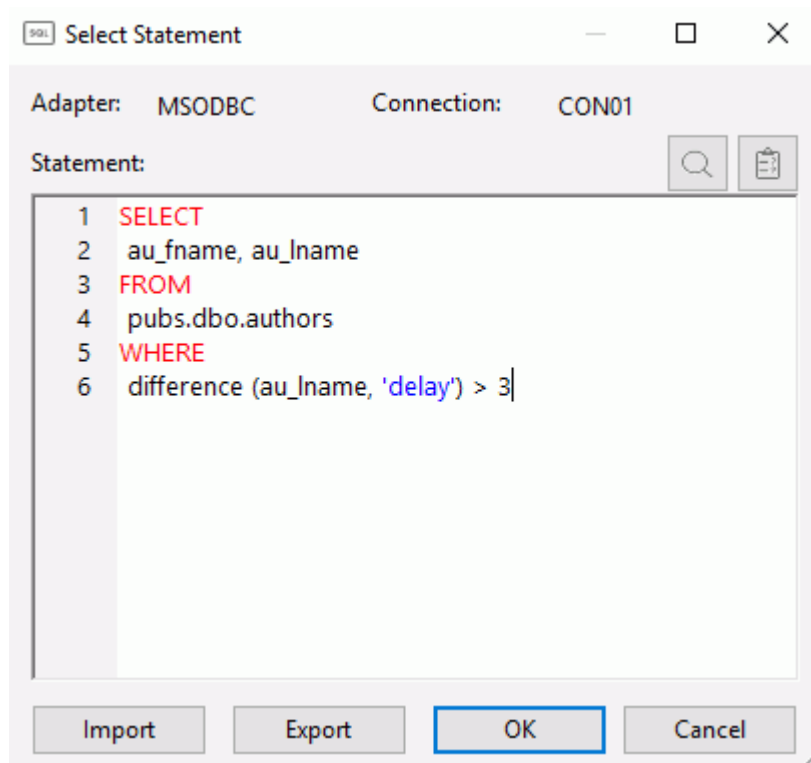 SQL Select Statement
Adapter: MSODBC Connection: CON01
Statement:
1 SELECT
2 au_fname, au_lname
3 FROM
4 pubs.dbo.authors
5 WHERE
6 difference (au_lname, 'delay') > 3
Import Export OK Cancel